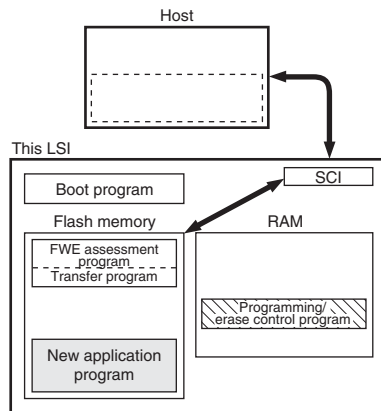 Host
This LSI
SCI
Boot program
Flash memory
RAM
FWE assessment
program
Transfer program
Programming/
erase control program
New application
program